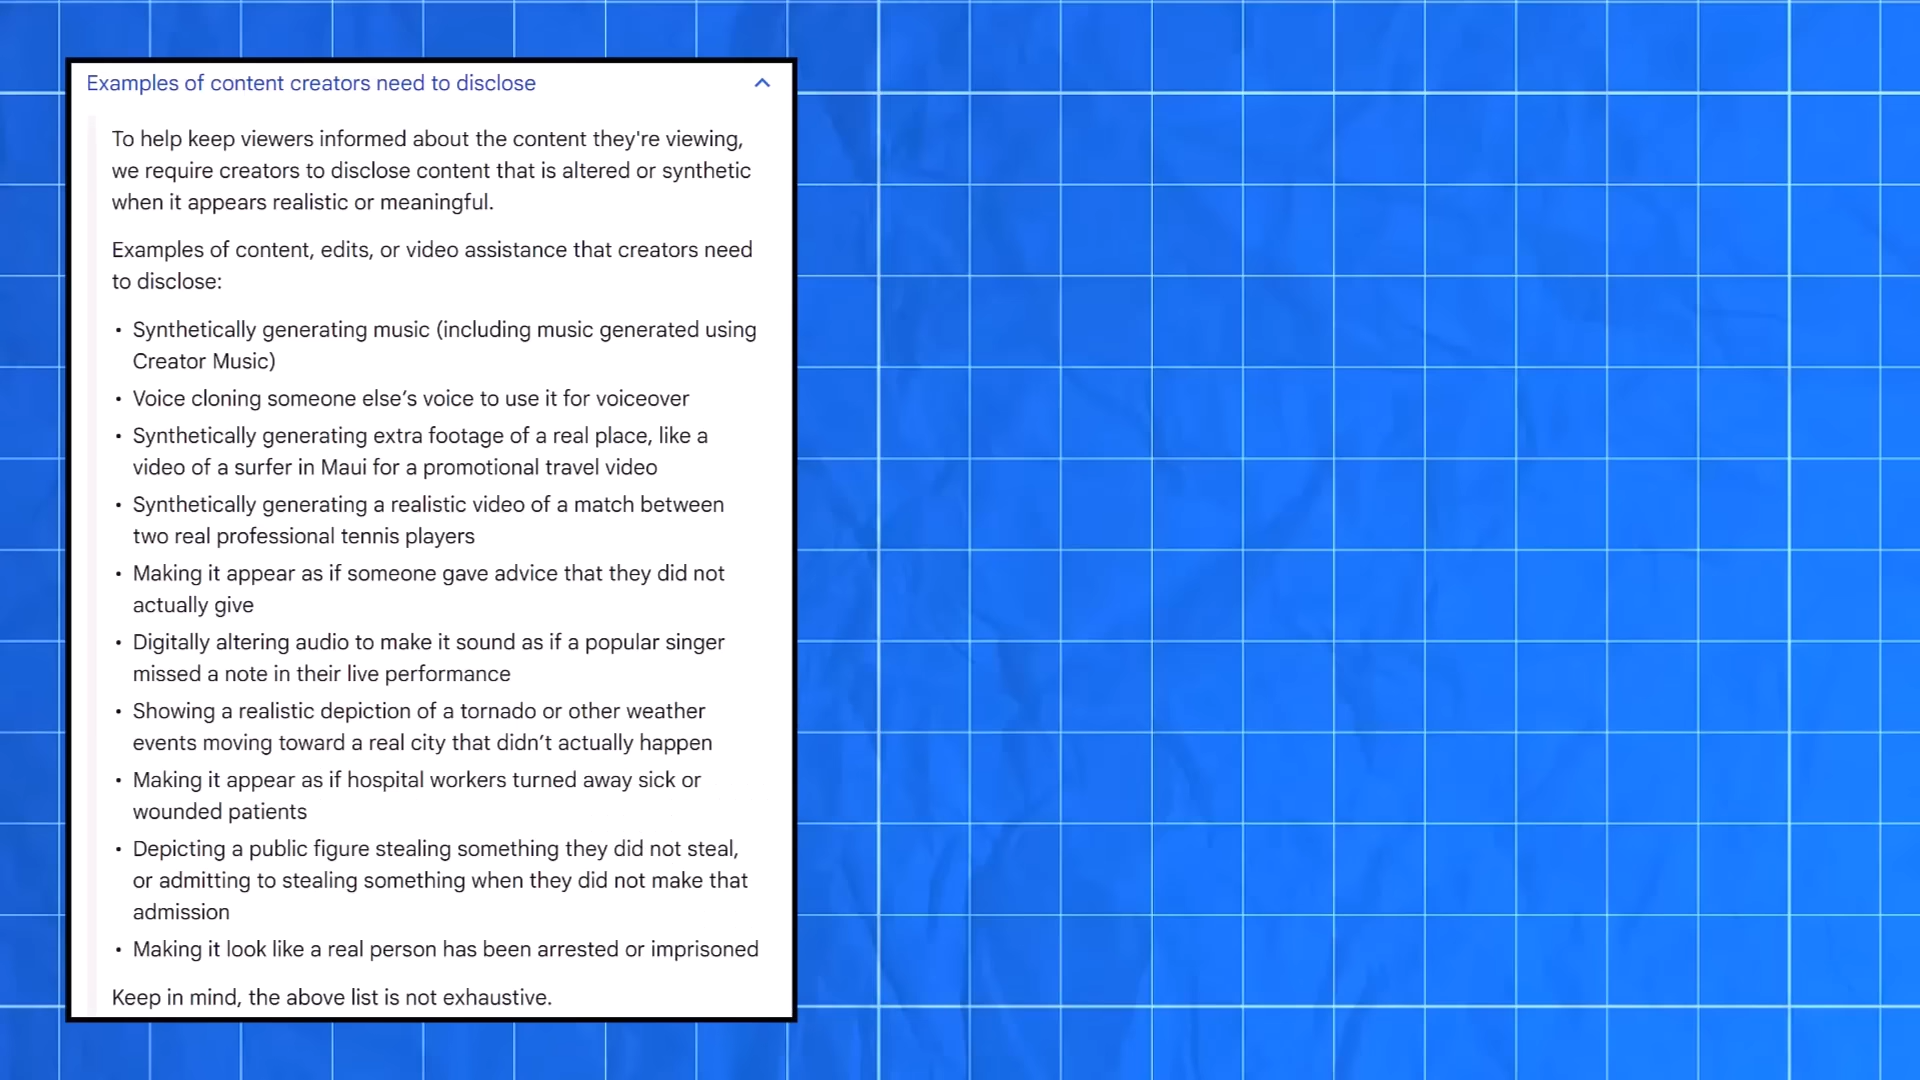 Examples of content creators need to disclose
To help keep viewers informed about the content they're viewing,
we require creators to disclose content that is altered or synthetic
when it appears realistic or meaningful.
Examples of content, edits, or video assistance that creators need
to disclose:
• Synthetically generating music (including music generated using
Creator Music)
• Voice cloning someone else’s voice to use it for voiceover
• Synthetically generating extra footage of a real place, like a
video of a surfer in Maui for a promotional travel video
• Synthetically generating a realistic video of a match between
two real professional tennis players
• Making it appear as if someone gave advice that they did not
actually give
• Digitally altering audio to make it sound as if a popular singer
missed a note in their live performance
• Showing a realistic depiction of a tornado or other weather
events moving toward a real city that didn’t actually happen
• Making it appear as if hospital workers turned away sick or
wounded patients
• Depicting a public figure stealing something they did not steal,
or admitting to stealing something when they did not make that
admission
• Making it look like a real person has been arrested or imprisoned
Keep in mind, the above list is not exhaustive.